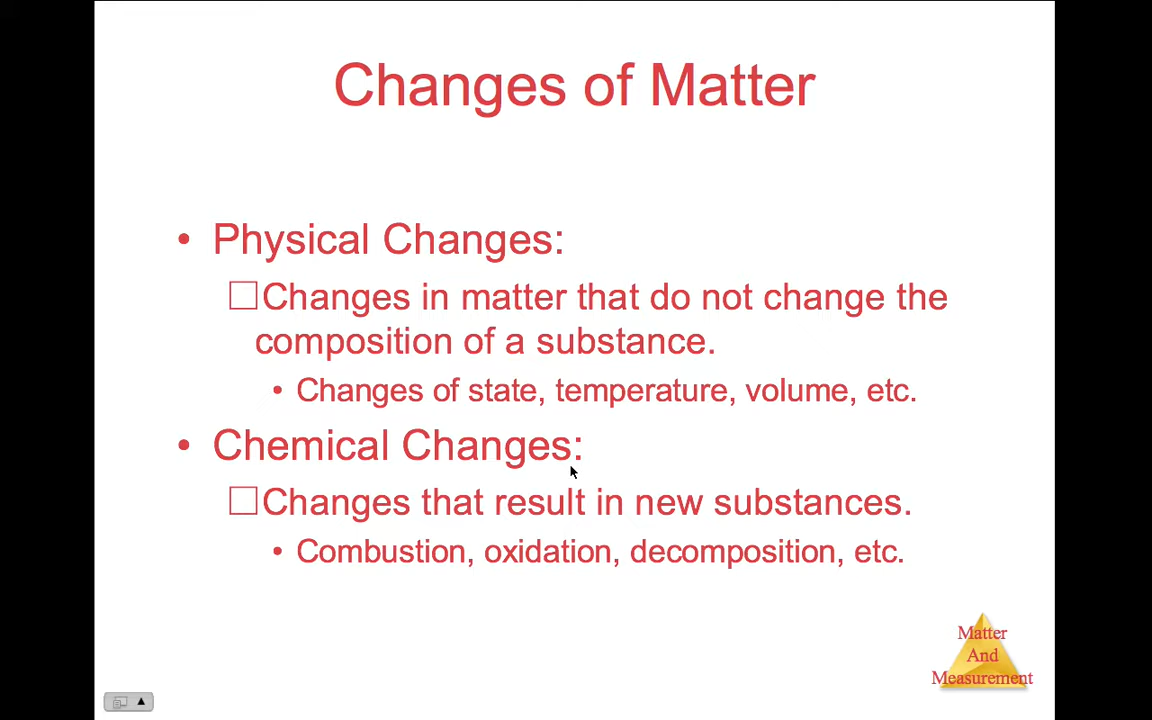 Changes of Matter
• Physical Changes:
□Changes in matter that do not change the
composition of a substance.
• Changes of state, temperature, volume, etc.
• Chemical Changes:
□Changes that result in new substances.
• Combustion, oxidation, decomposition, etc.
Matter
And
Measurement